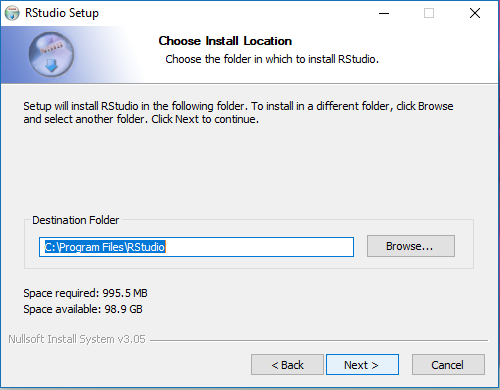 RStudio Setup
Choose Install Location
Choose the folder in which to install RStudio.
Setup will install RStudio in the following folder. To install in a different folder, click Browse
and select another folder. Click Next to continue.
Destination Folder
C:\Program Files\RStudio
Browse...
Space required: 995.5 MB
Space available: 98.9 GB
Nullsoft Install System v3.05
< Back
Next >
Cancel